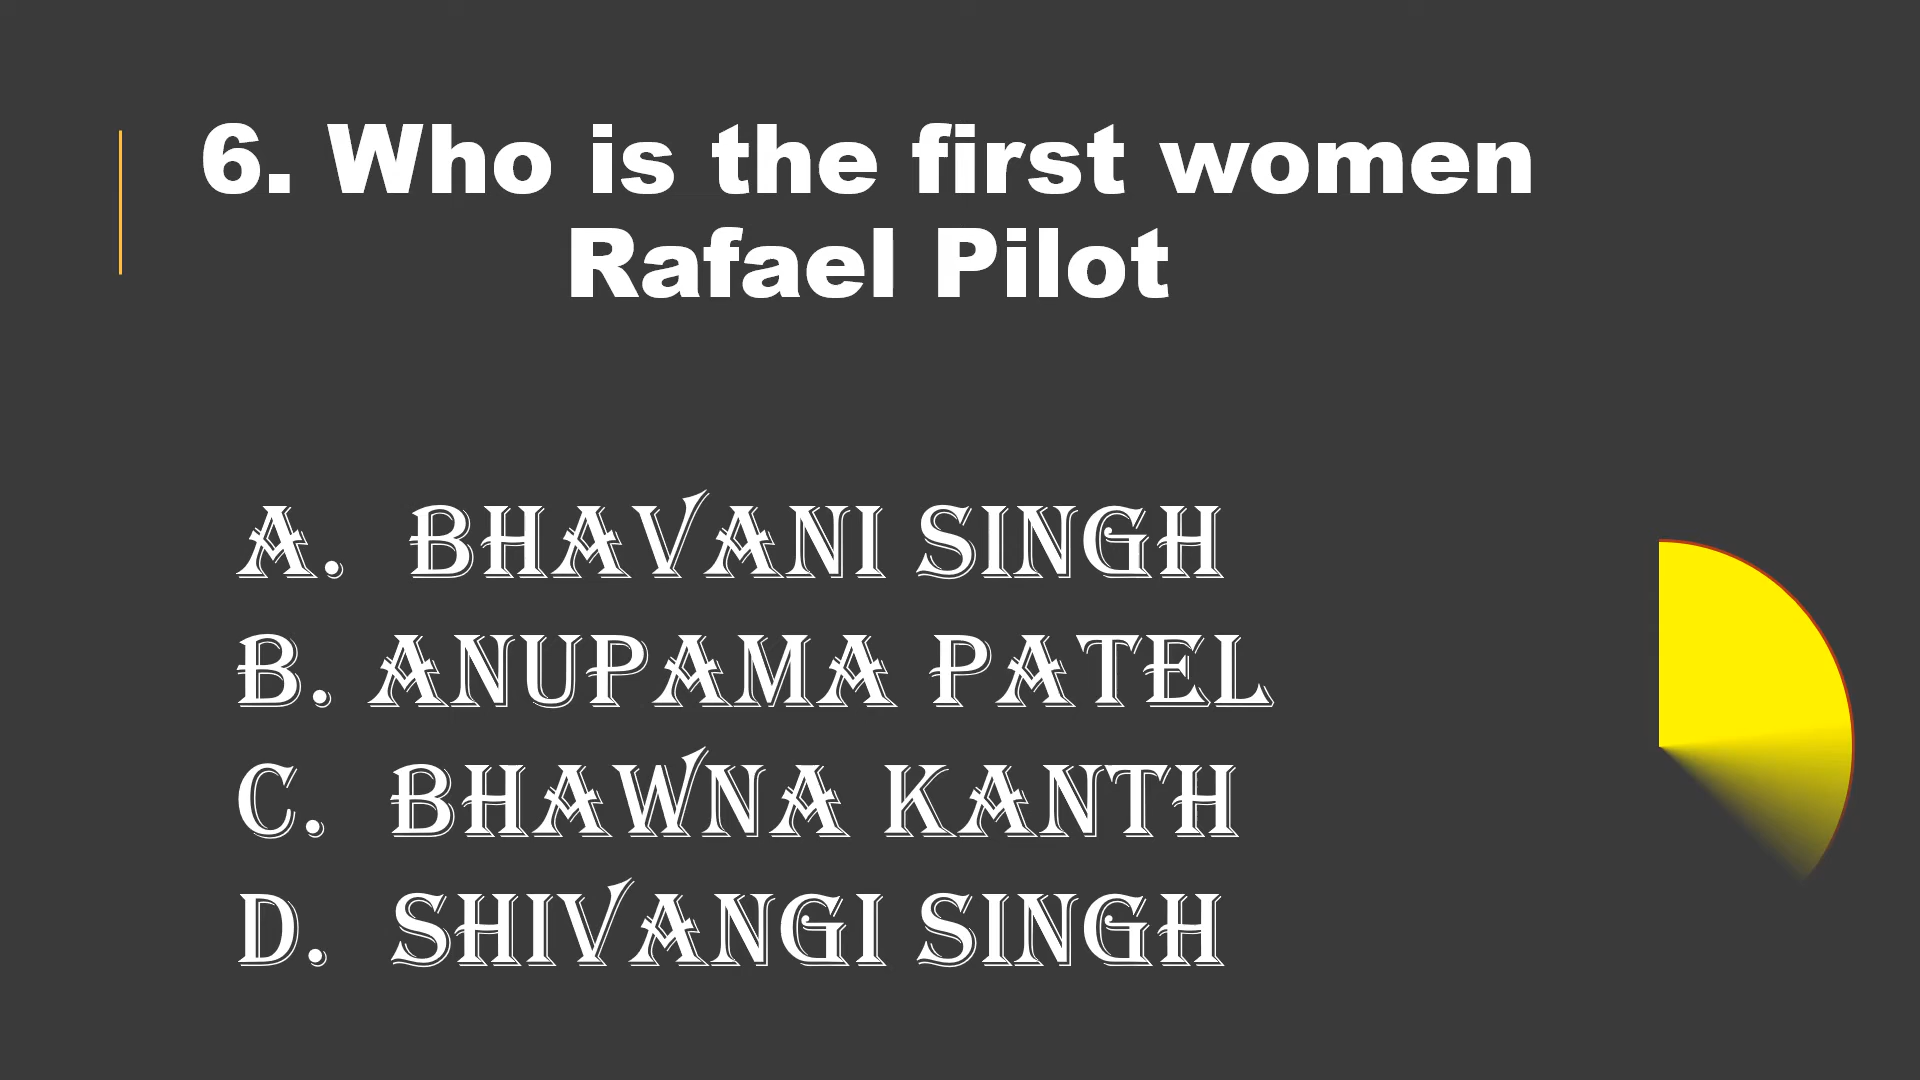 6. Who is the first women
Rafael Pilot
A. BHAVANI SINGH
B. ANUPAMA PATEL
C. BHAWNA KANTH
D. SHIVANGI SINGH